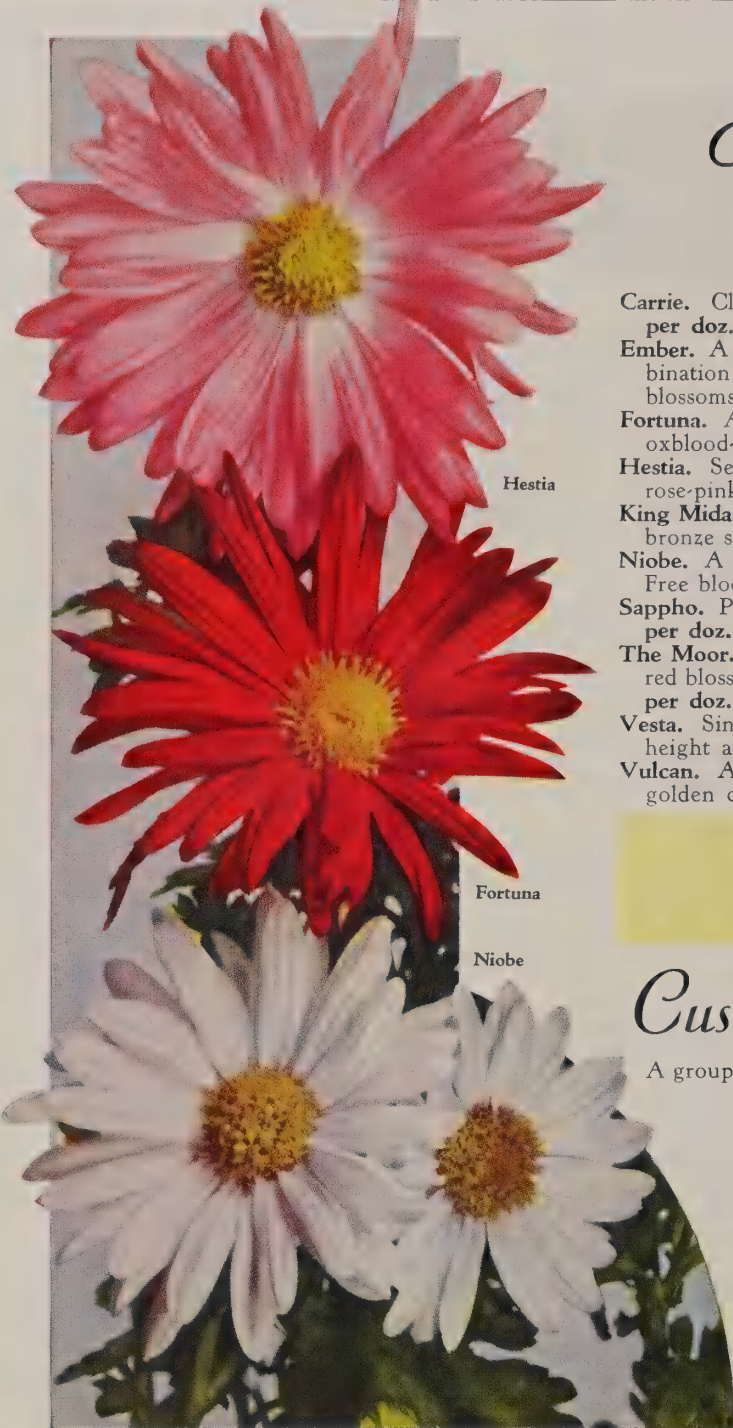 Hestia
Fortuna
Niobe
Carrie. Cl
per doz.
Ember. A
bination
blossoms
Fortuna. A
oxblood-
Hestia. Se
rose-pink
King Mida
bronze s
Niobe. A
Free bloo
Sappho. P
per doz.
The Moor.
red bloss
per doz.
Vesta. Sin
height a
Vulcan. A
golden c
Cus
A group